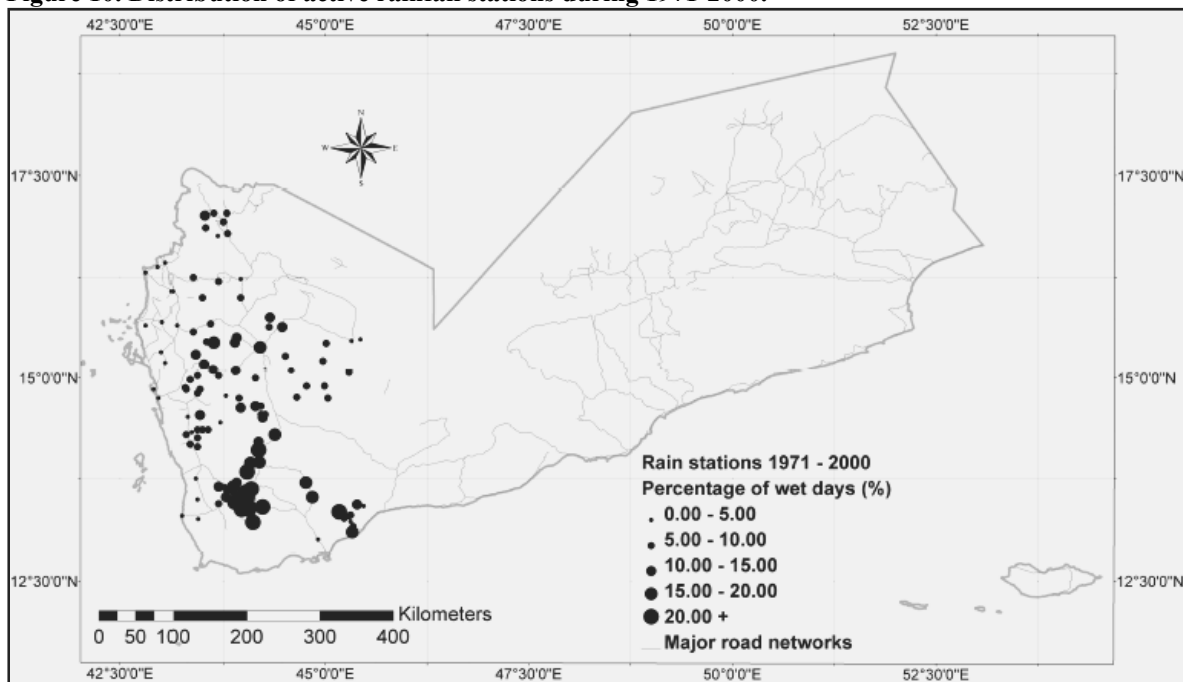 Figure 10: Distribution of active rainfall stations during 1971-2000.
42°30'0"E 45°0'0"E 47°30'0"E 50°0'0"E 52°30'0"E
N
W E
S
17°30'0"N 17°30'0"N
15°0'0"N 15°0'0"N
Rain stations 1971 - 2000
Percentage of wet days (%)
0.00 - 5.00
5.00 - 10.00
10.00 - 15.00
15.00 - 20.00
20.00 +
Major road networks
12°30'0"N 12°30'0"N
Kilometers
0 50 100 200 300 400
42°30'0"E 45°0'0"E 47°30'0"E 50°0'0"E 52°30'0"E